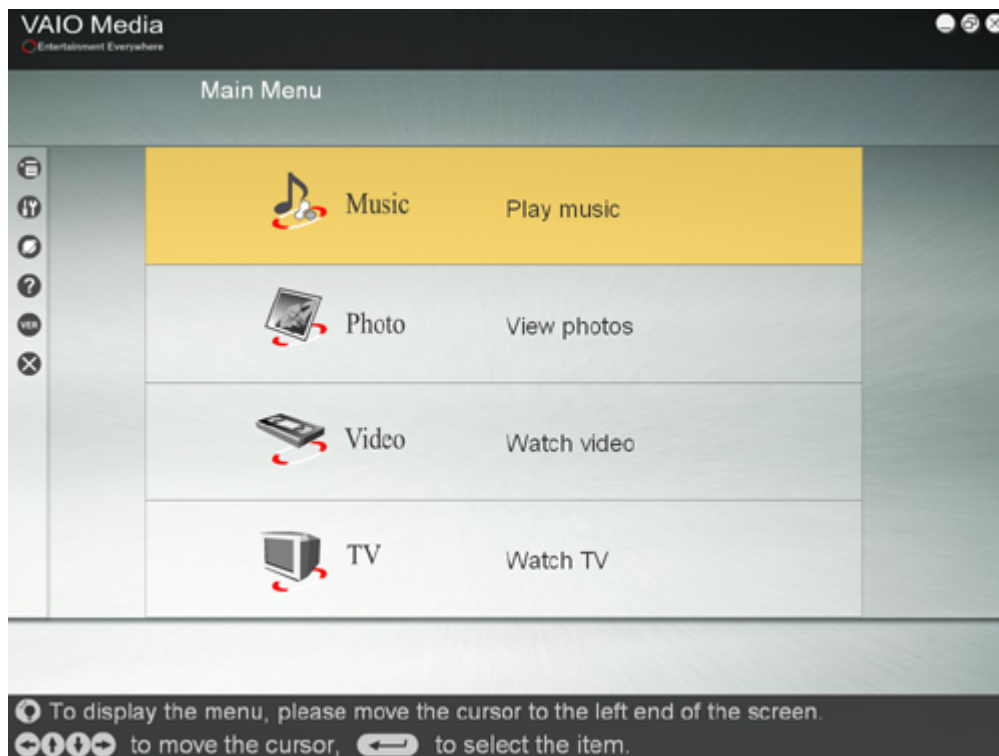 VAIO Media
Entertainment Everywhere
Main Menu
Music Play music
Photo View photos
?
VER
Video Watch video
TV Watch TV
To display the menu, please move the cursor to the left end of the screen.
to move the cursor, to select the item.